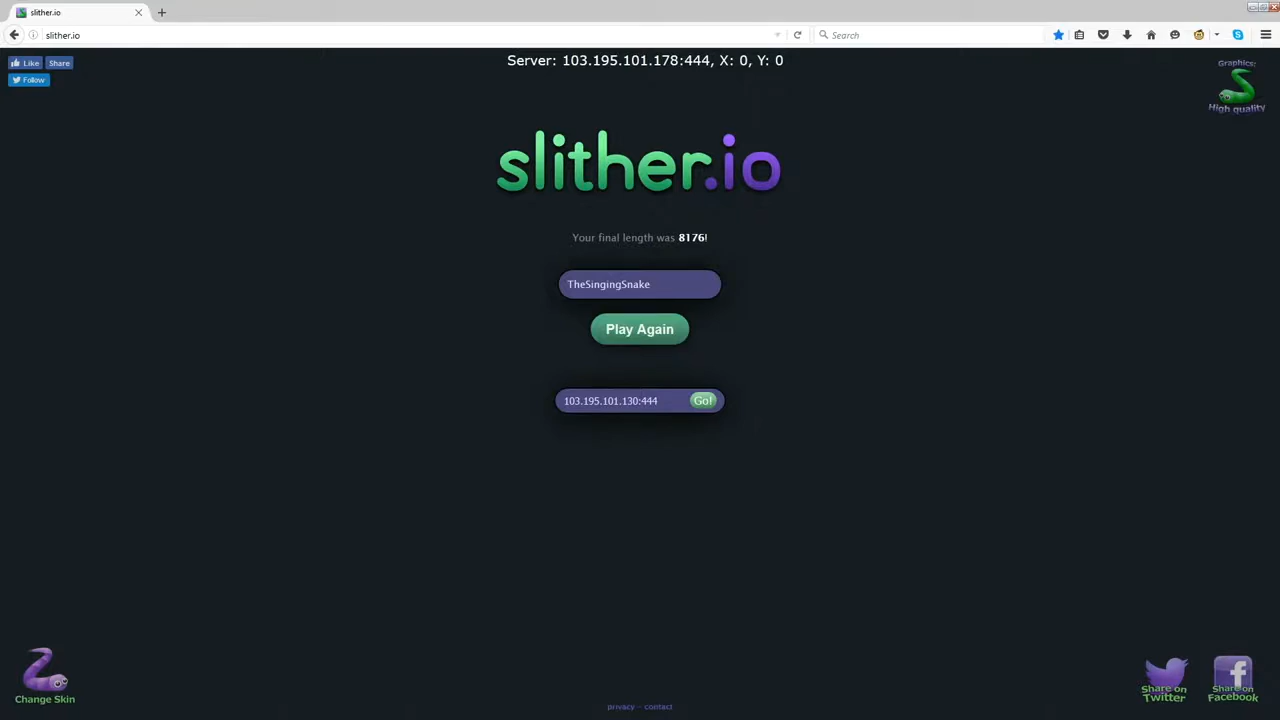 slither.io
slither.io
Search
Like
Share
Follow
Server: 103.195.101.178:444, X: 0, Y: 0
Graphics:
High quality
slither.io
Your final length was 8176!
TheSingingSnake
Play Again
103.195.101.130:444
Go!
Change Skin
Share on
Twitter
Share on
Facebook
privacy - contact